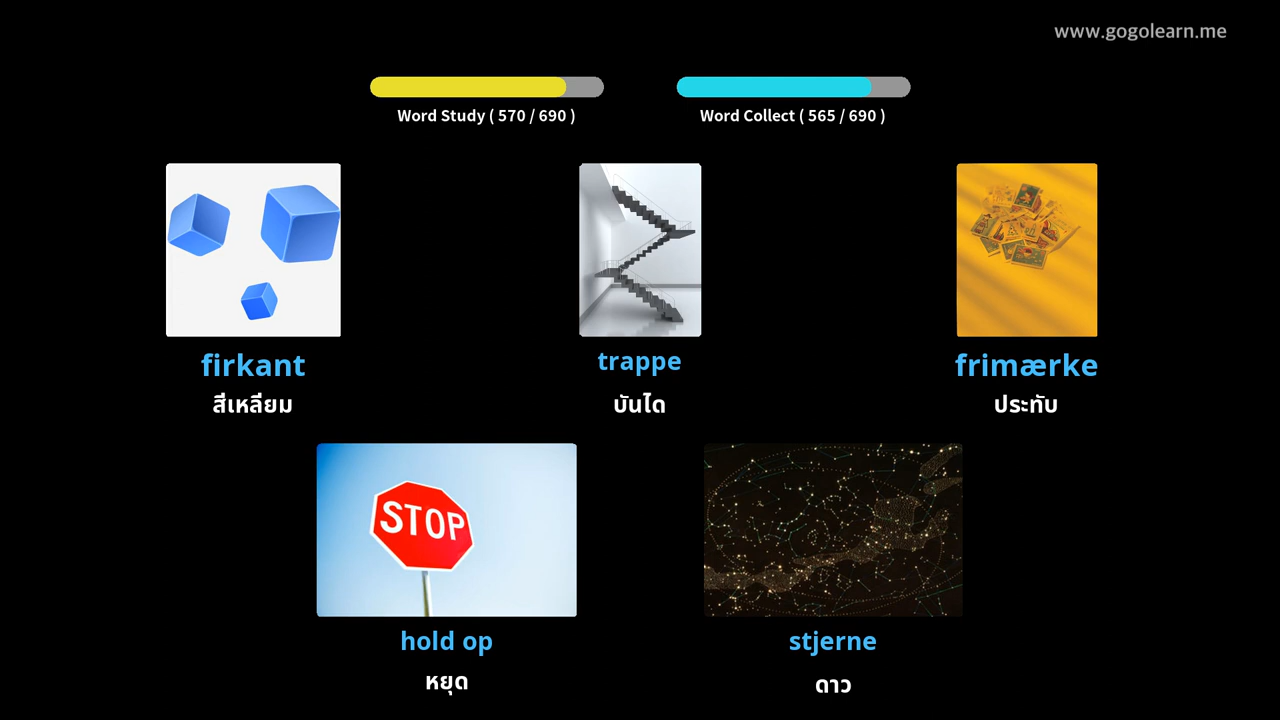 www.gogolearn.me
Word Study ( 570 / 690 )
Word Collect ( 565 / 690 )
firkant
สี่เหลี่ยม
trappe
บันได
frimærke
ประทับ
STOP
hold op
หยุด
stjerne
ดาว